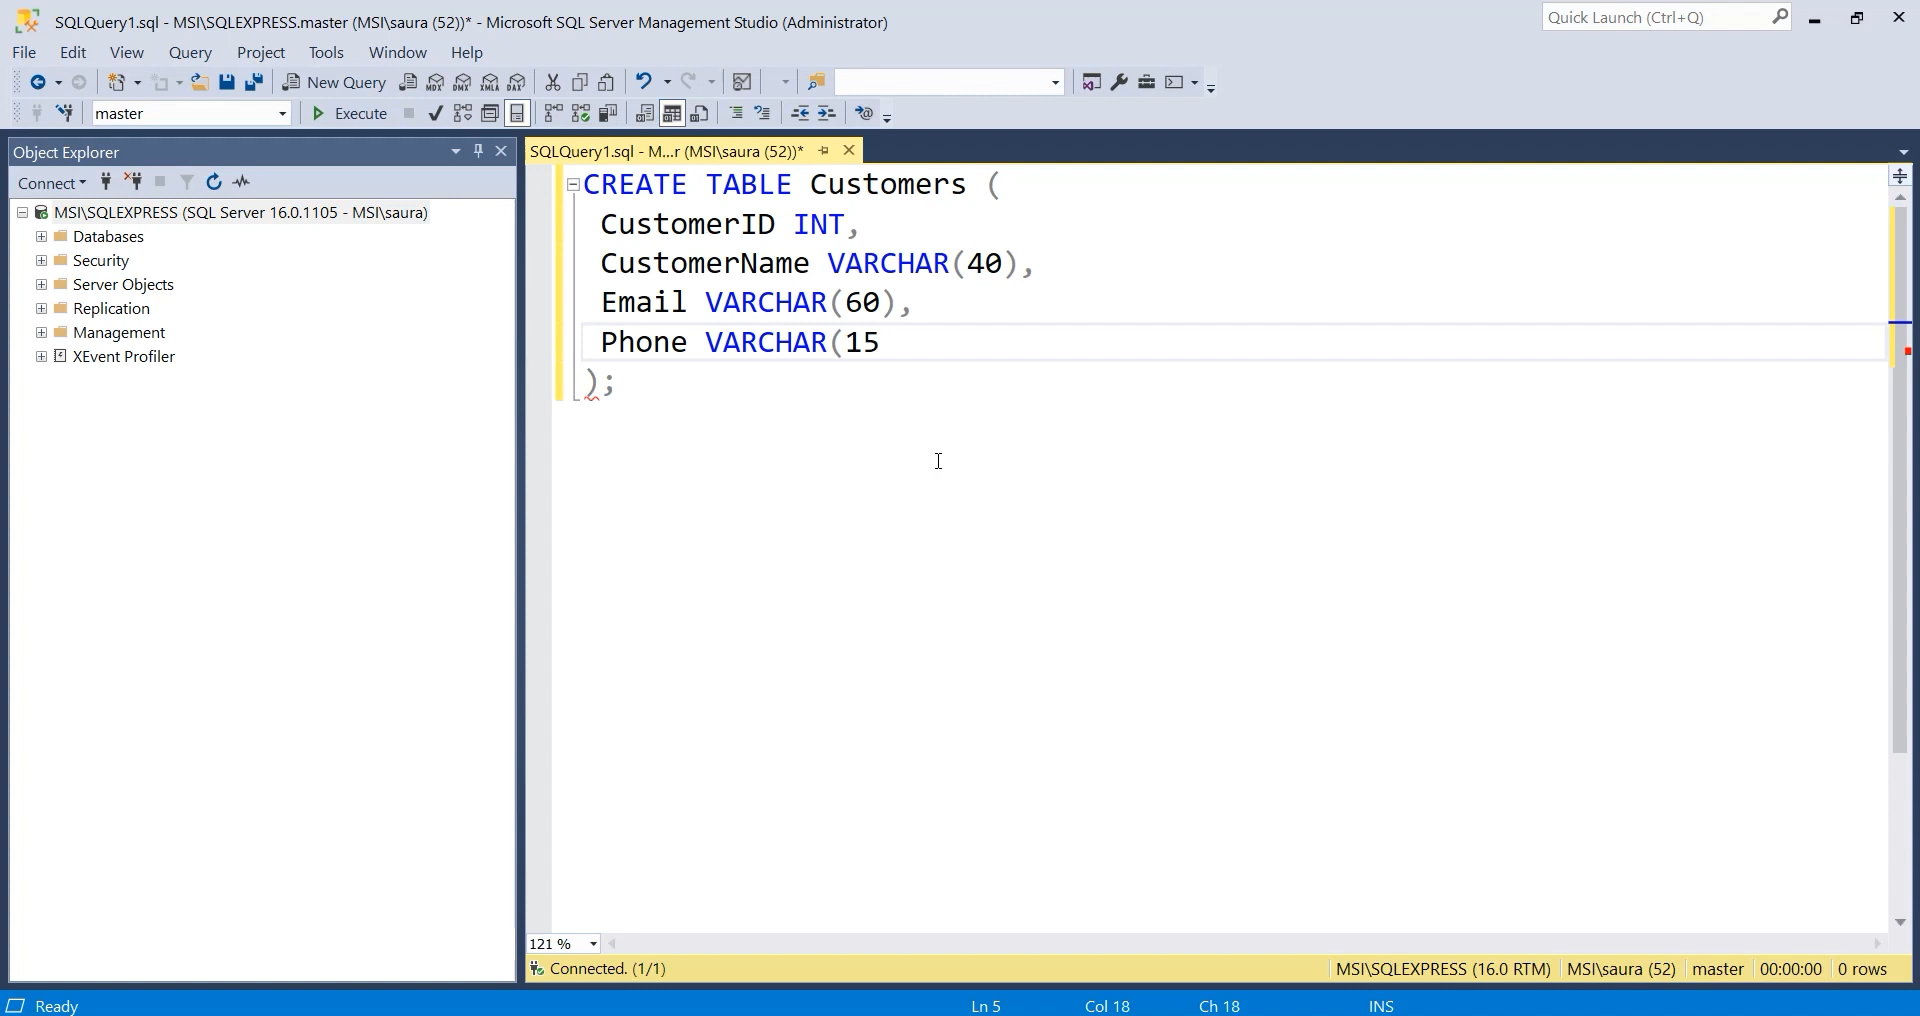 SQLQuery1.sql - MSI\SQLEXPRESS.master (MSI\saura (52))* - Microsoft SQL Server Management Studio (Administrator)
Quick Launch (Ctrl+Q)
File Edit View Query Project Tools Window Help
New Query
MDX DMX XMLA DAX
master
Execute
Object Explorer
SQLQuery1.sql - M...r (MSI\saura (52))*
Connect
MSI\SQLEXPRESS (SQL Server 16.0.1105 - MSI\saura)
Databases
Security
Server Objects
Replication
Management
XEvent Profiler
CREATE TABLE Customers (
CustomerID INT,
CustomerName VARCHAR(40),
Email VARCHAR(60),
Phone VARCHAR(15
);
121 %
Connected. (1/1)
MSI\SQLEXPRESS (16.0 RTM) MSI\saura (52) master 00:00:00 0 rows
Ready Ln 5 Col 18 Ch 18 INS